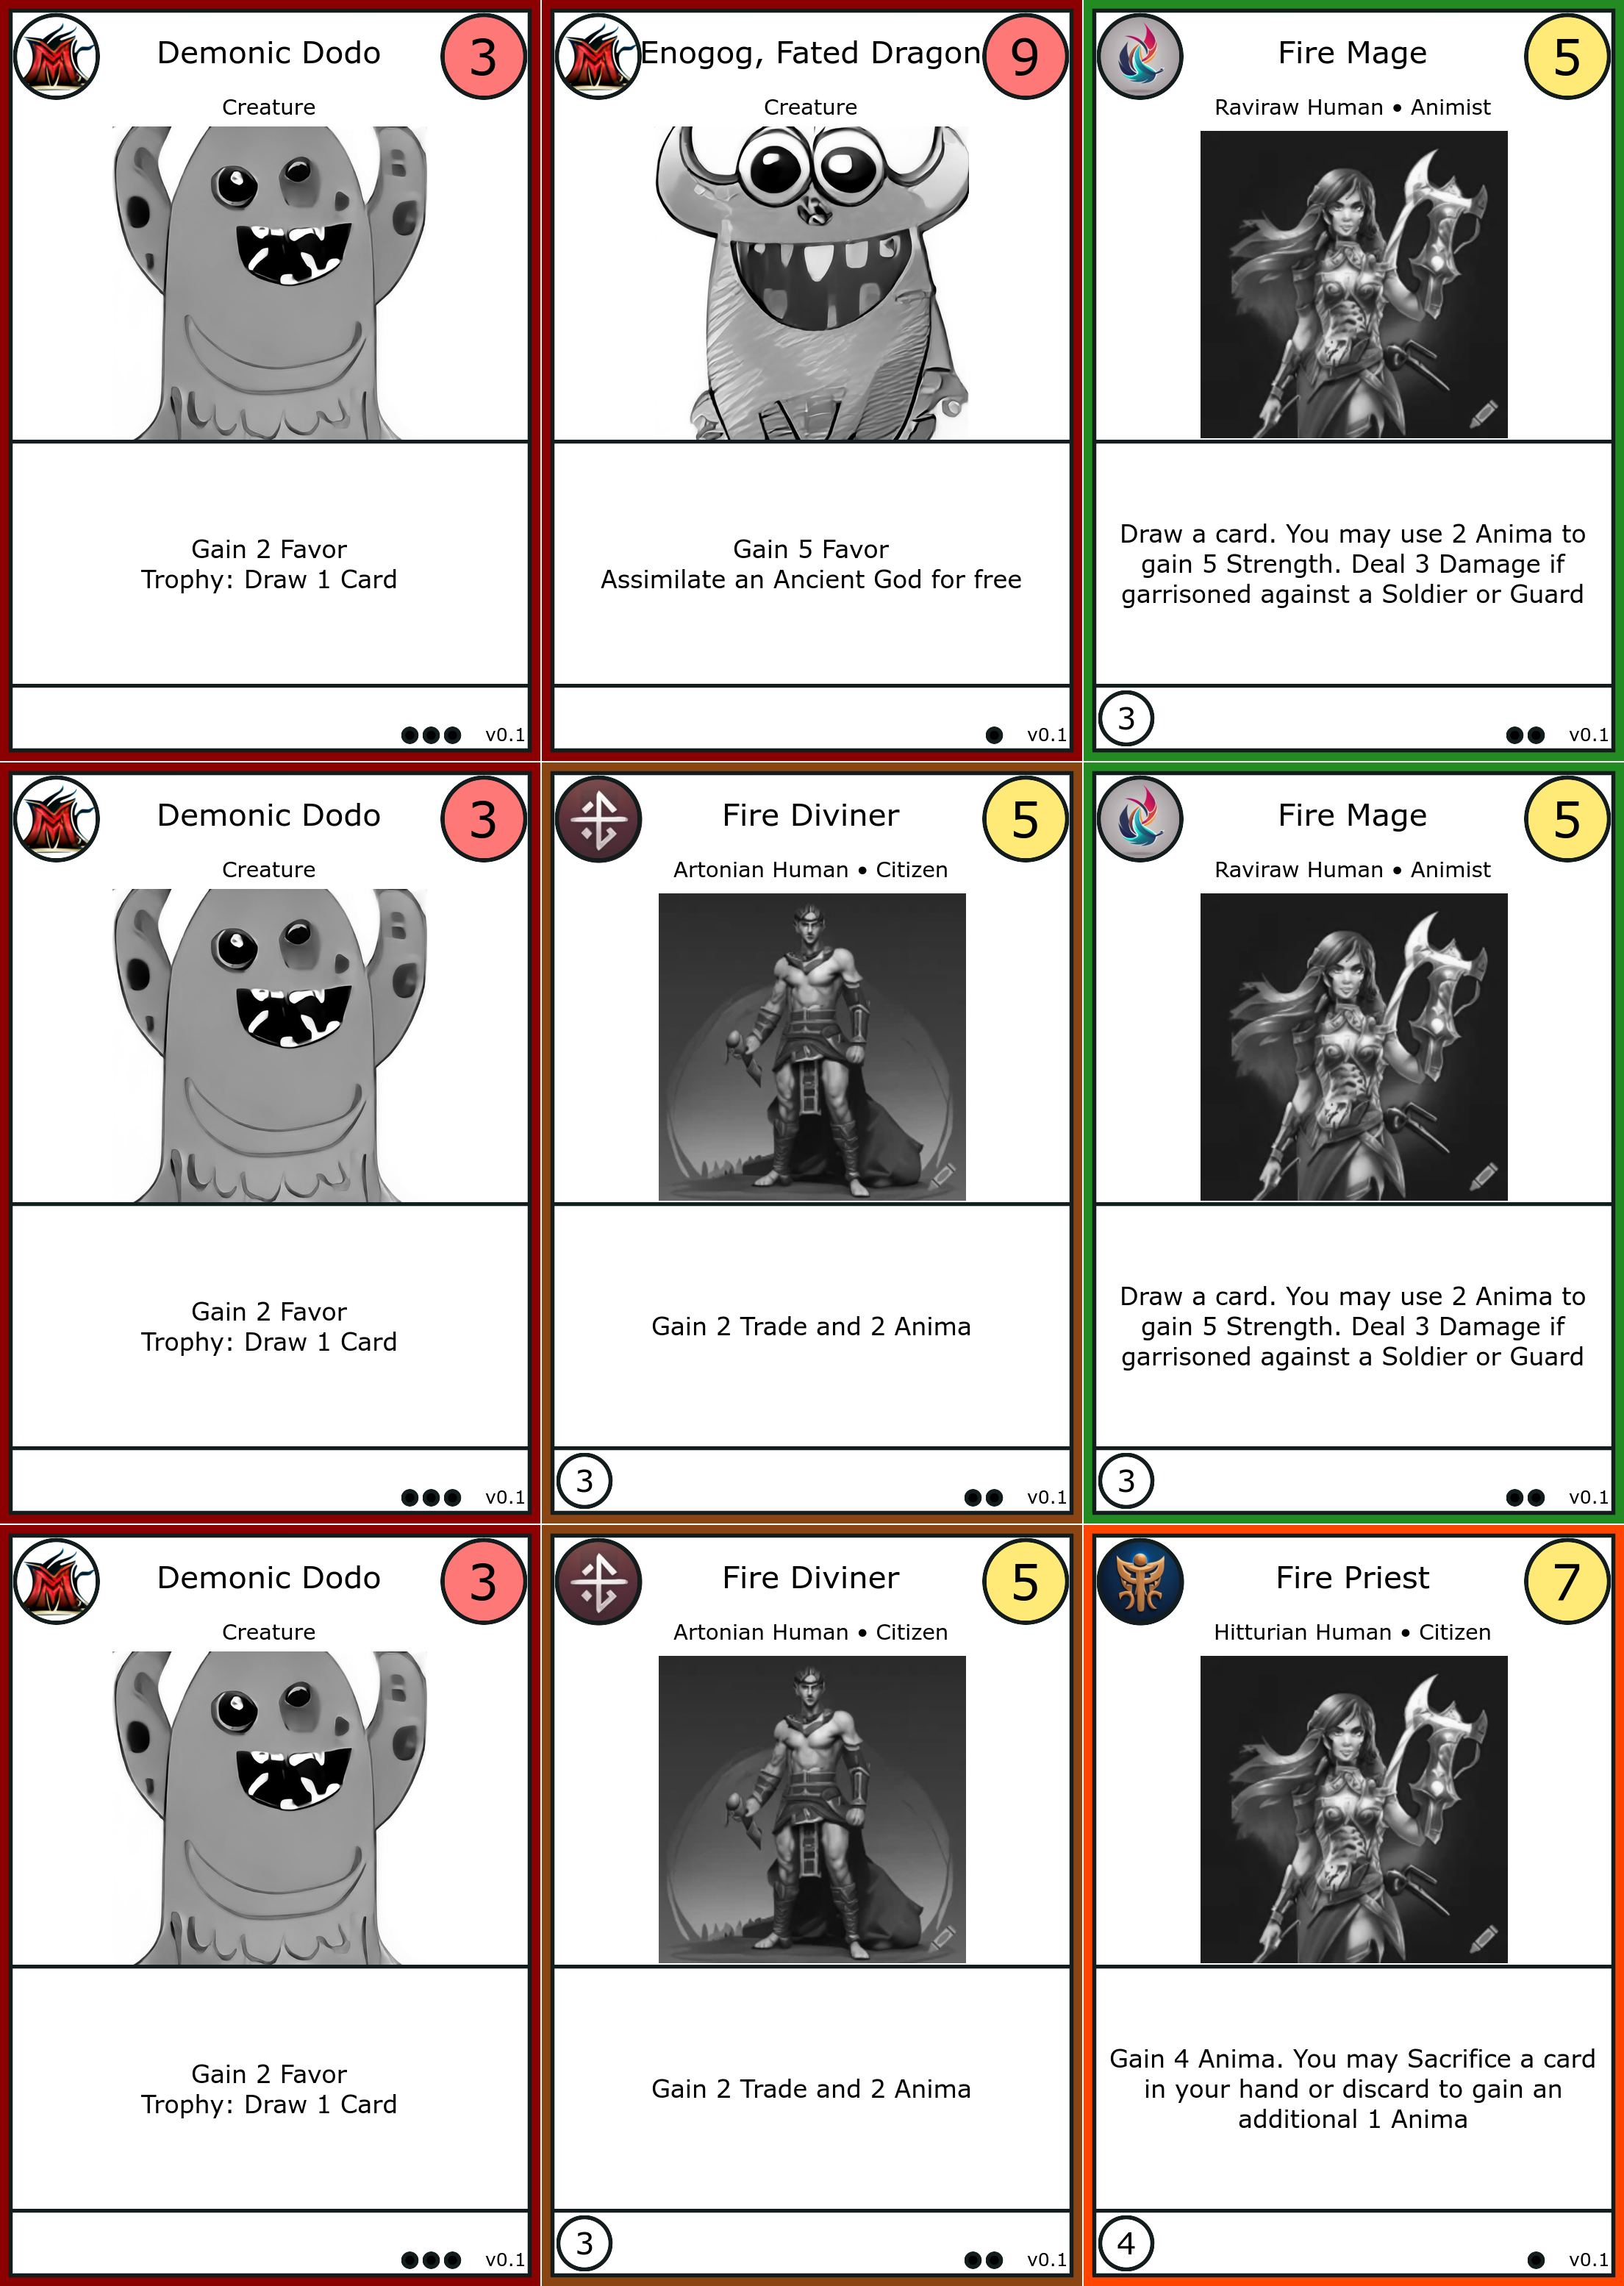 Demonic Dodo
3
Creature
Gain 2 Favor
Trophy: Draw 1 Card
v0.1
Enogog, Fated Dragon
9
Creature
Gain 5 Favor
Assimilate an Ancient God for free
v0.1
Fire Mage
5
Raviraw Human • Animist
Draw a card. You may use 2 Anima to
gain 5 Strength. Deal 3 Damage if
garrisoned against a Soldier or Guard
3
v0.1
Demonic Dodo
3
Creature
Gain 2 Favor
Trophy: Draw 1 Card
v0.1
Fire Diviner
5
Artonian Human • Citizen
Gain 2 Trade and 2 Anima
3
v0.1
Fire Mage
5
Raviraw Human • Animist
Draw a card. You may use 2 Anima to
gain 5 Strength. Deal 3 Damage if
garrisoned against a Soldier or Guard
3
v0.1
Demonic Dodo
3
Creature
Gain 2 Favor
Trophy: Draw 1 Card
v0.1
Fire Diviner
5
Artonian Human • Citizen
Gain 2 Trade and 2 Anima
3
v0.1
Fire Priest
7
Hitturian Human • Citizen
Gain 4 Anima. You may Sacrifice a card
in your hand or discard to gain an
additional 1 Anima
4
v0.1